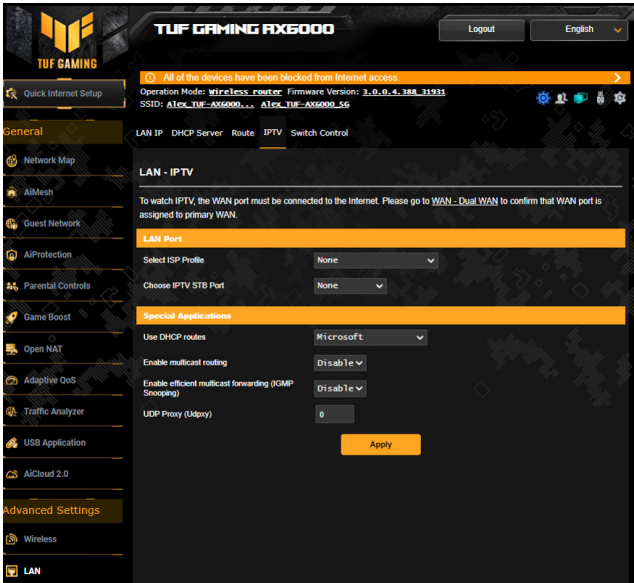 TUF GAMING
TUF GAMING AX6000
Logout
English
All of the devices have been blocked from Internet access.
Quick Internet Setup
Operation Mode: Wireless router Firmware Version: 3.0.0.4.388_31931
SSID: Alex_TUF-AX6000... Alex_TUF-AX6000_5G
General
LAN IP DHCP Server Route IPTV Switch Control
Network Map
AiMesh
Guest Network
AiProtection
Parental Controls
Game Boost
Open NAT
Adaptive QoS
Traffic Analyzer
USB Application
AiCloud 2.0
Advanced Settings
Wireless
LAN
LAN - IPTV
To watch IPTV, the WAN port must be connected to the Internet. Please go to WAN - Dual WAN to confirm that WAN port is
assigned to primary WAN.
LAN Port
Select ISP Profile None
Choose IPTV STB Port None
Special Applications
Use DHCP routes Microsoft
Enable multicast routing Disable
Enable efficient multicast forwarding (IGMP
Snooping) Disable
UDP Proxy (Udpxy) 0
Apply